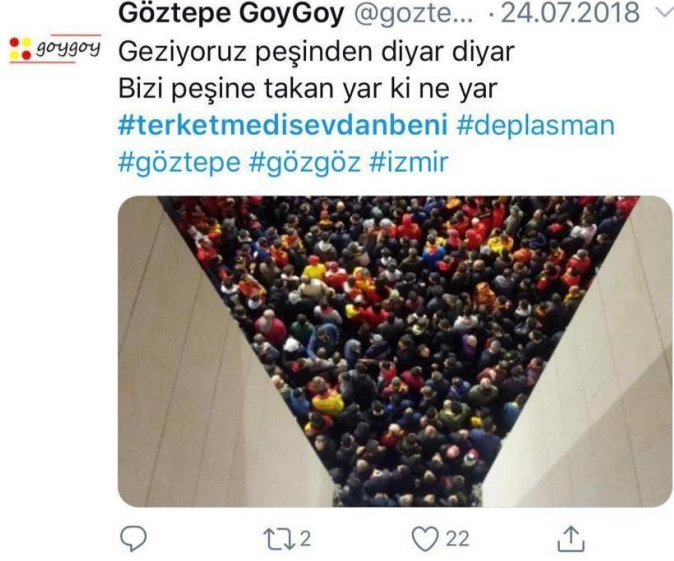 Göztepe GoyGoy @gozte... · 24.07.2018
goygoy
Geziyoruz peşinden diyar diyar
Bizi peşine takan yar ki ne yar
#terketmedisevdanbeni #deplasman
#göztepe #gözgöz #izmir
2
22